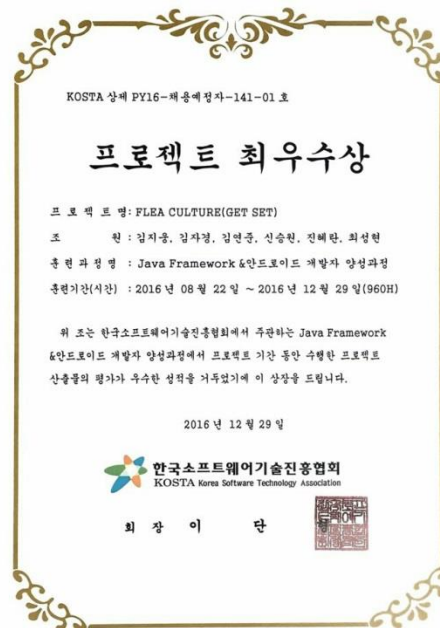 KOSTA 상제 PY16-채용예정자-141-01 호
프로젝트 최우수상
프 로 젝 트 명: FLEA CULTURE(GET SET)
조 원 : 김지웅, 김자경, 김연준, 신승원, 진혜란, 최성현
훈 련 과 정 명 : Java Framework &안드로이드 개발자 양성과정
훈련기간(시간) : 2016 년 08 월 22 일 ~ 2016 년 12 월 29 일(960H)
위 조는 한국소프트웨어기술진흥협회에서 주관하는 Java Framework
&안드로이드 개발자 양성과정에서 프로젝트 기간 동안 수행한 프로젝트
산출물의 평가가 우수한 성적을 거두었기에 이 상장을 드립니다.
2016 년 12 월 29 일
한국소프트웨어기술진흥협회
KOSTA Korea Software Technology Association
회 장 이 단